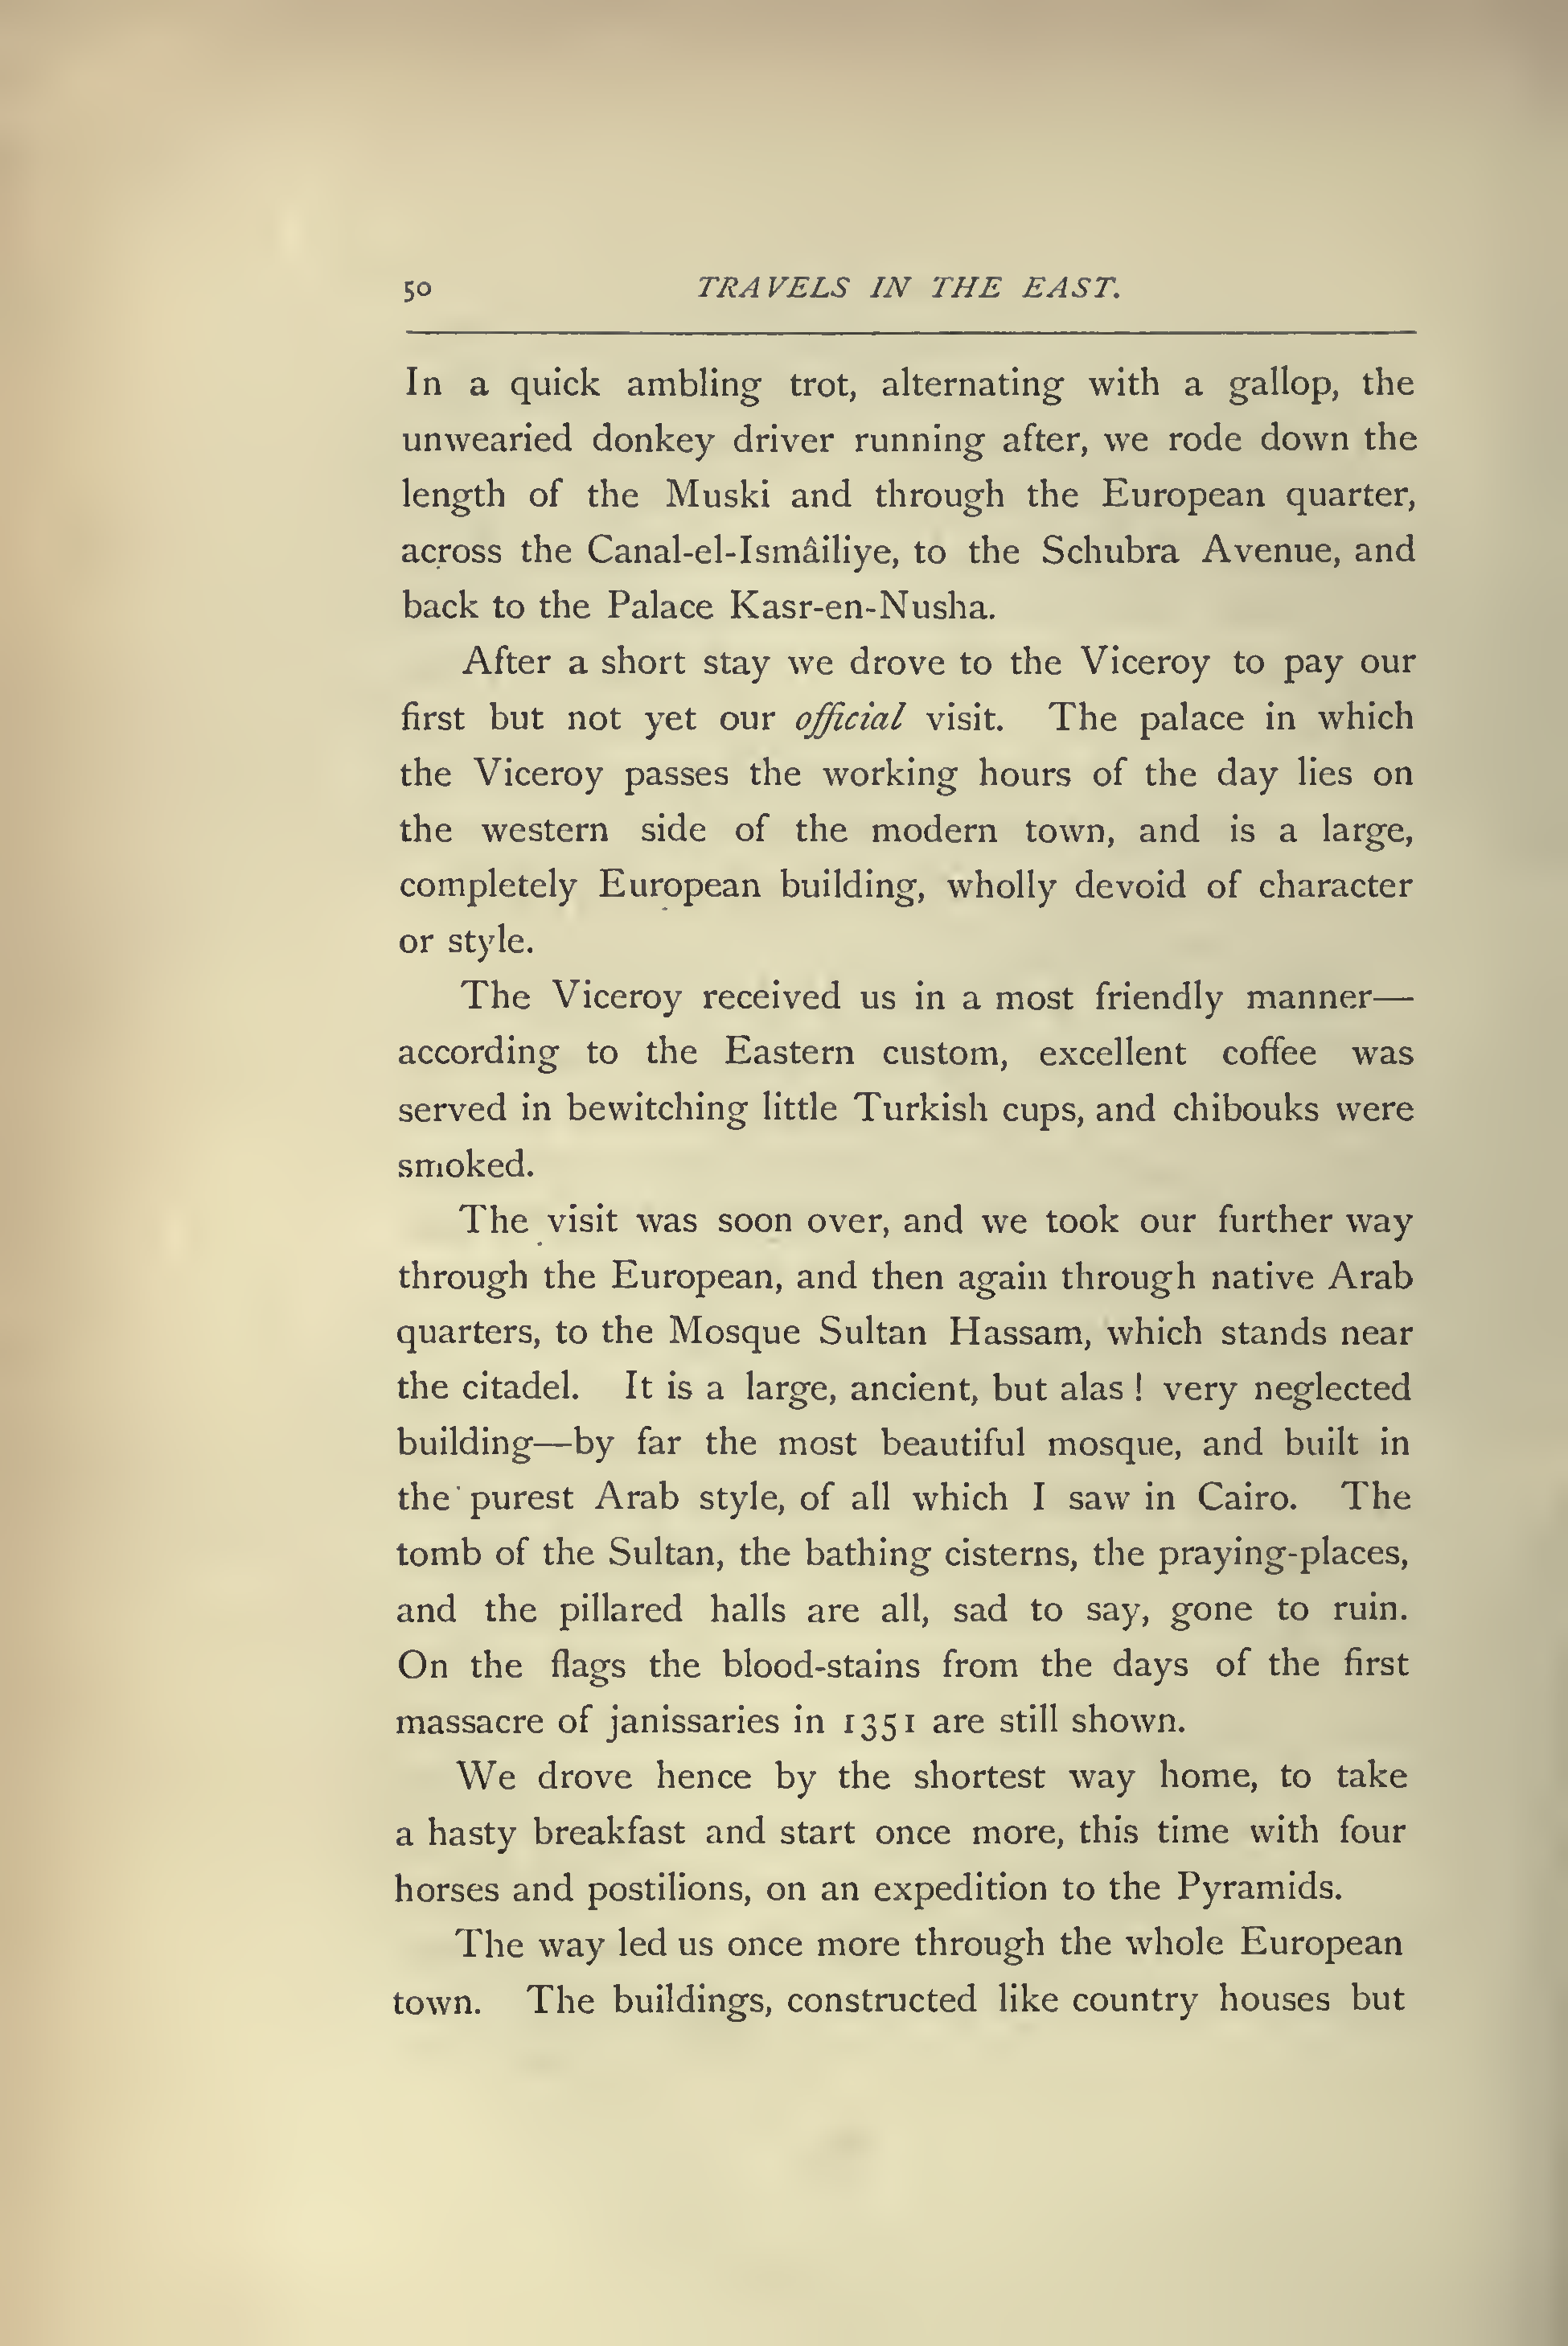 50 TRAVELS IN THE EAST.
In a quick ambling trot, alternating with a gallop, the
unwearied donkey driver running after, we rode down the
length of the Muski and through the European quarter,
across the Canal-el-Ismâiliye, to the Schubra Avenue, and
back to the Palace Kasr-en-Nusha.
After a short stay we drove to the Viceroy to pay our
first but not yet our official visit. The palace in which
the Viceroy passes the working hours of the day lies on
the western side of the modern town, and is a large,
completely European building, wholly devoid of character
or style.
The Viceroy received us in a most friendly manner—
according to the Eastern custom, excellent coffee was
served in bewitching little Turkish cups, and chibouks were
smoked.
The visit was soon over, and we took our further way
through the European, and then again through native Arab
quarters, to the Mosque Sultan Hassam, which stands near
the citadel. It is a large, ancient, but alas ! very neglected
building—by far the most beautiful mosque, and built in
the purest Arab style, of all which I saw in Cairo. The
tomb of the Sultan, the bathing cisterns, the praying-places,
and the pillared halls are all, sad to say, gone to ruin.
On the flags the blood-stains from the days of the first
massacre of janissaries in 1351 are still shown.
We drove hence by the shortest way home, to take
a hasty breakfast and start once more, this time with four
horses and postilions, on an expedition to the Pyramids.
The way led us once more through the whole European
town. The buildings, constructed like country houses but